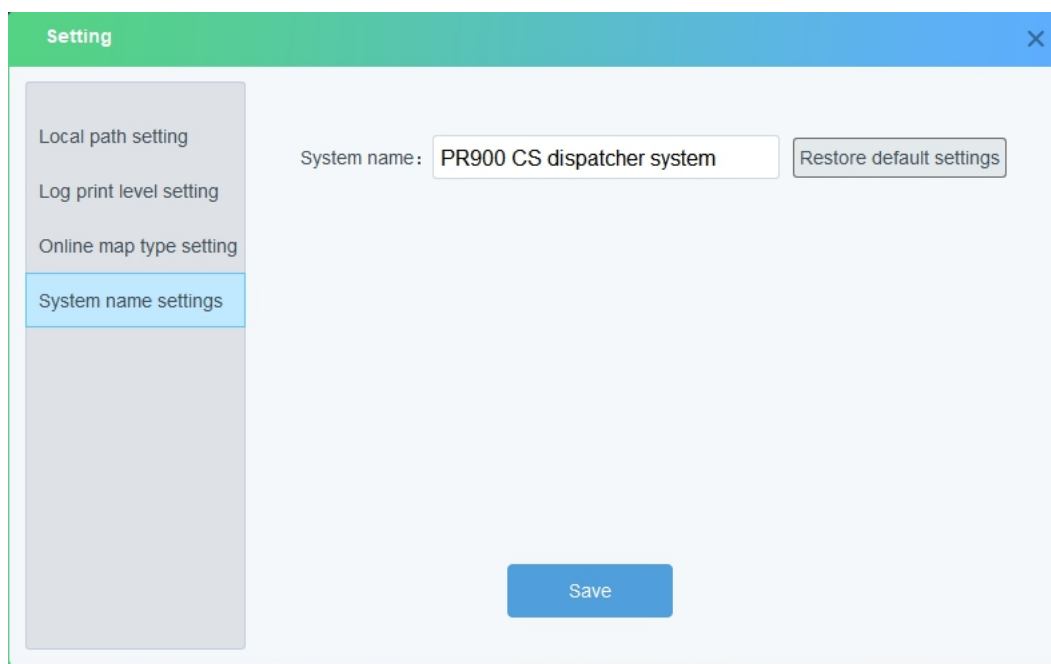 Setting
Local path setting
Log print level setting
Online map type setting
System name settings
System name：
PR900 CS dispatcher system
Restore default settings
Save